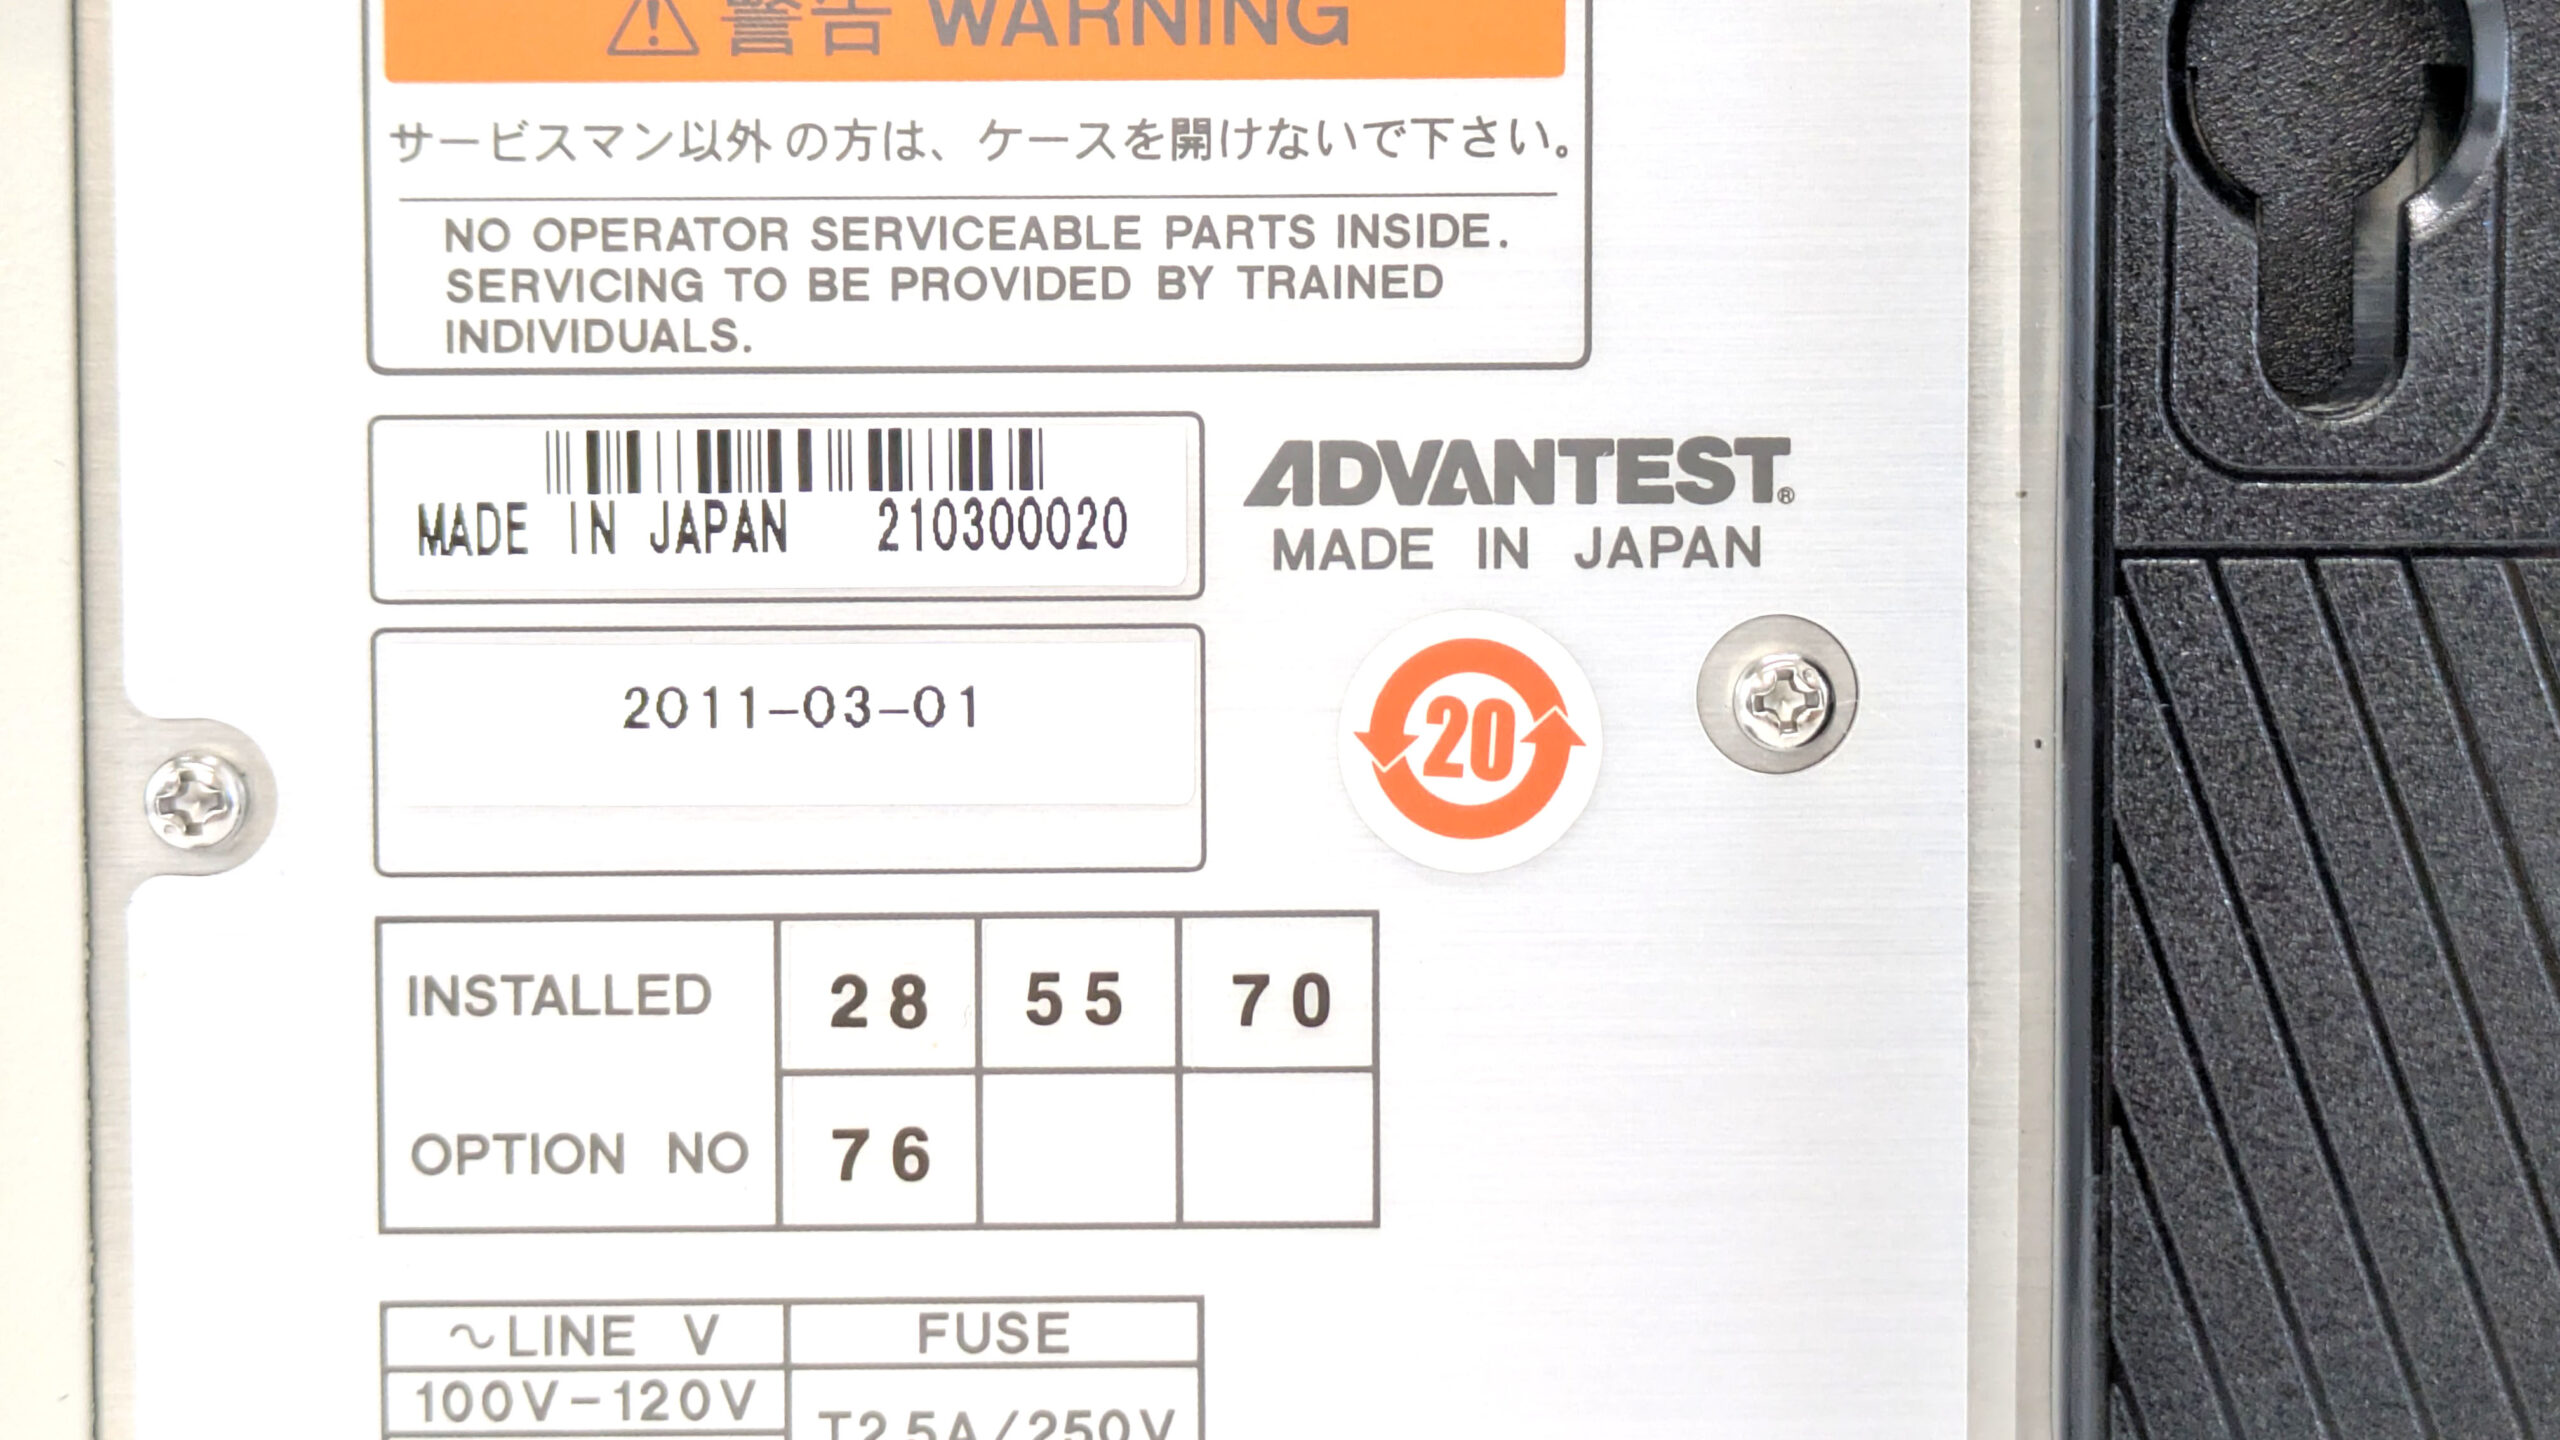 警告 WARNING
サービスマン以外の方は、ケースを開けないで下さい。
NO OPERATOR SERVICEABLE PARTS INSIDE.
SERVICING TO BE PROVIDED BY TRAINED
INDIVIDUALS.
MADE IN JAPAN 210300020
ADVANTEST®
MADE IN JAPAN
2011-03-01
20
INSTALLED 28 55 70
OPTION NO 76
~LINE V FUSE
100V-120V
T2.5A/250V